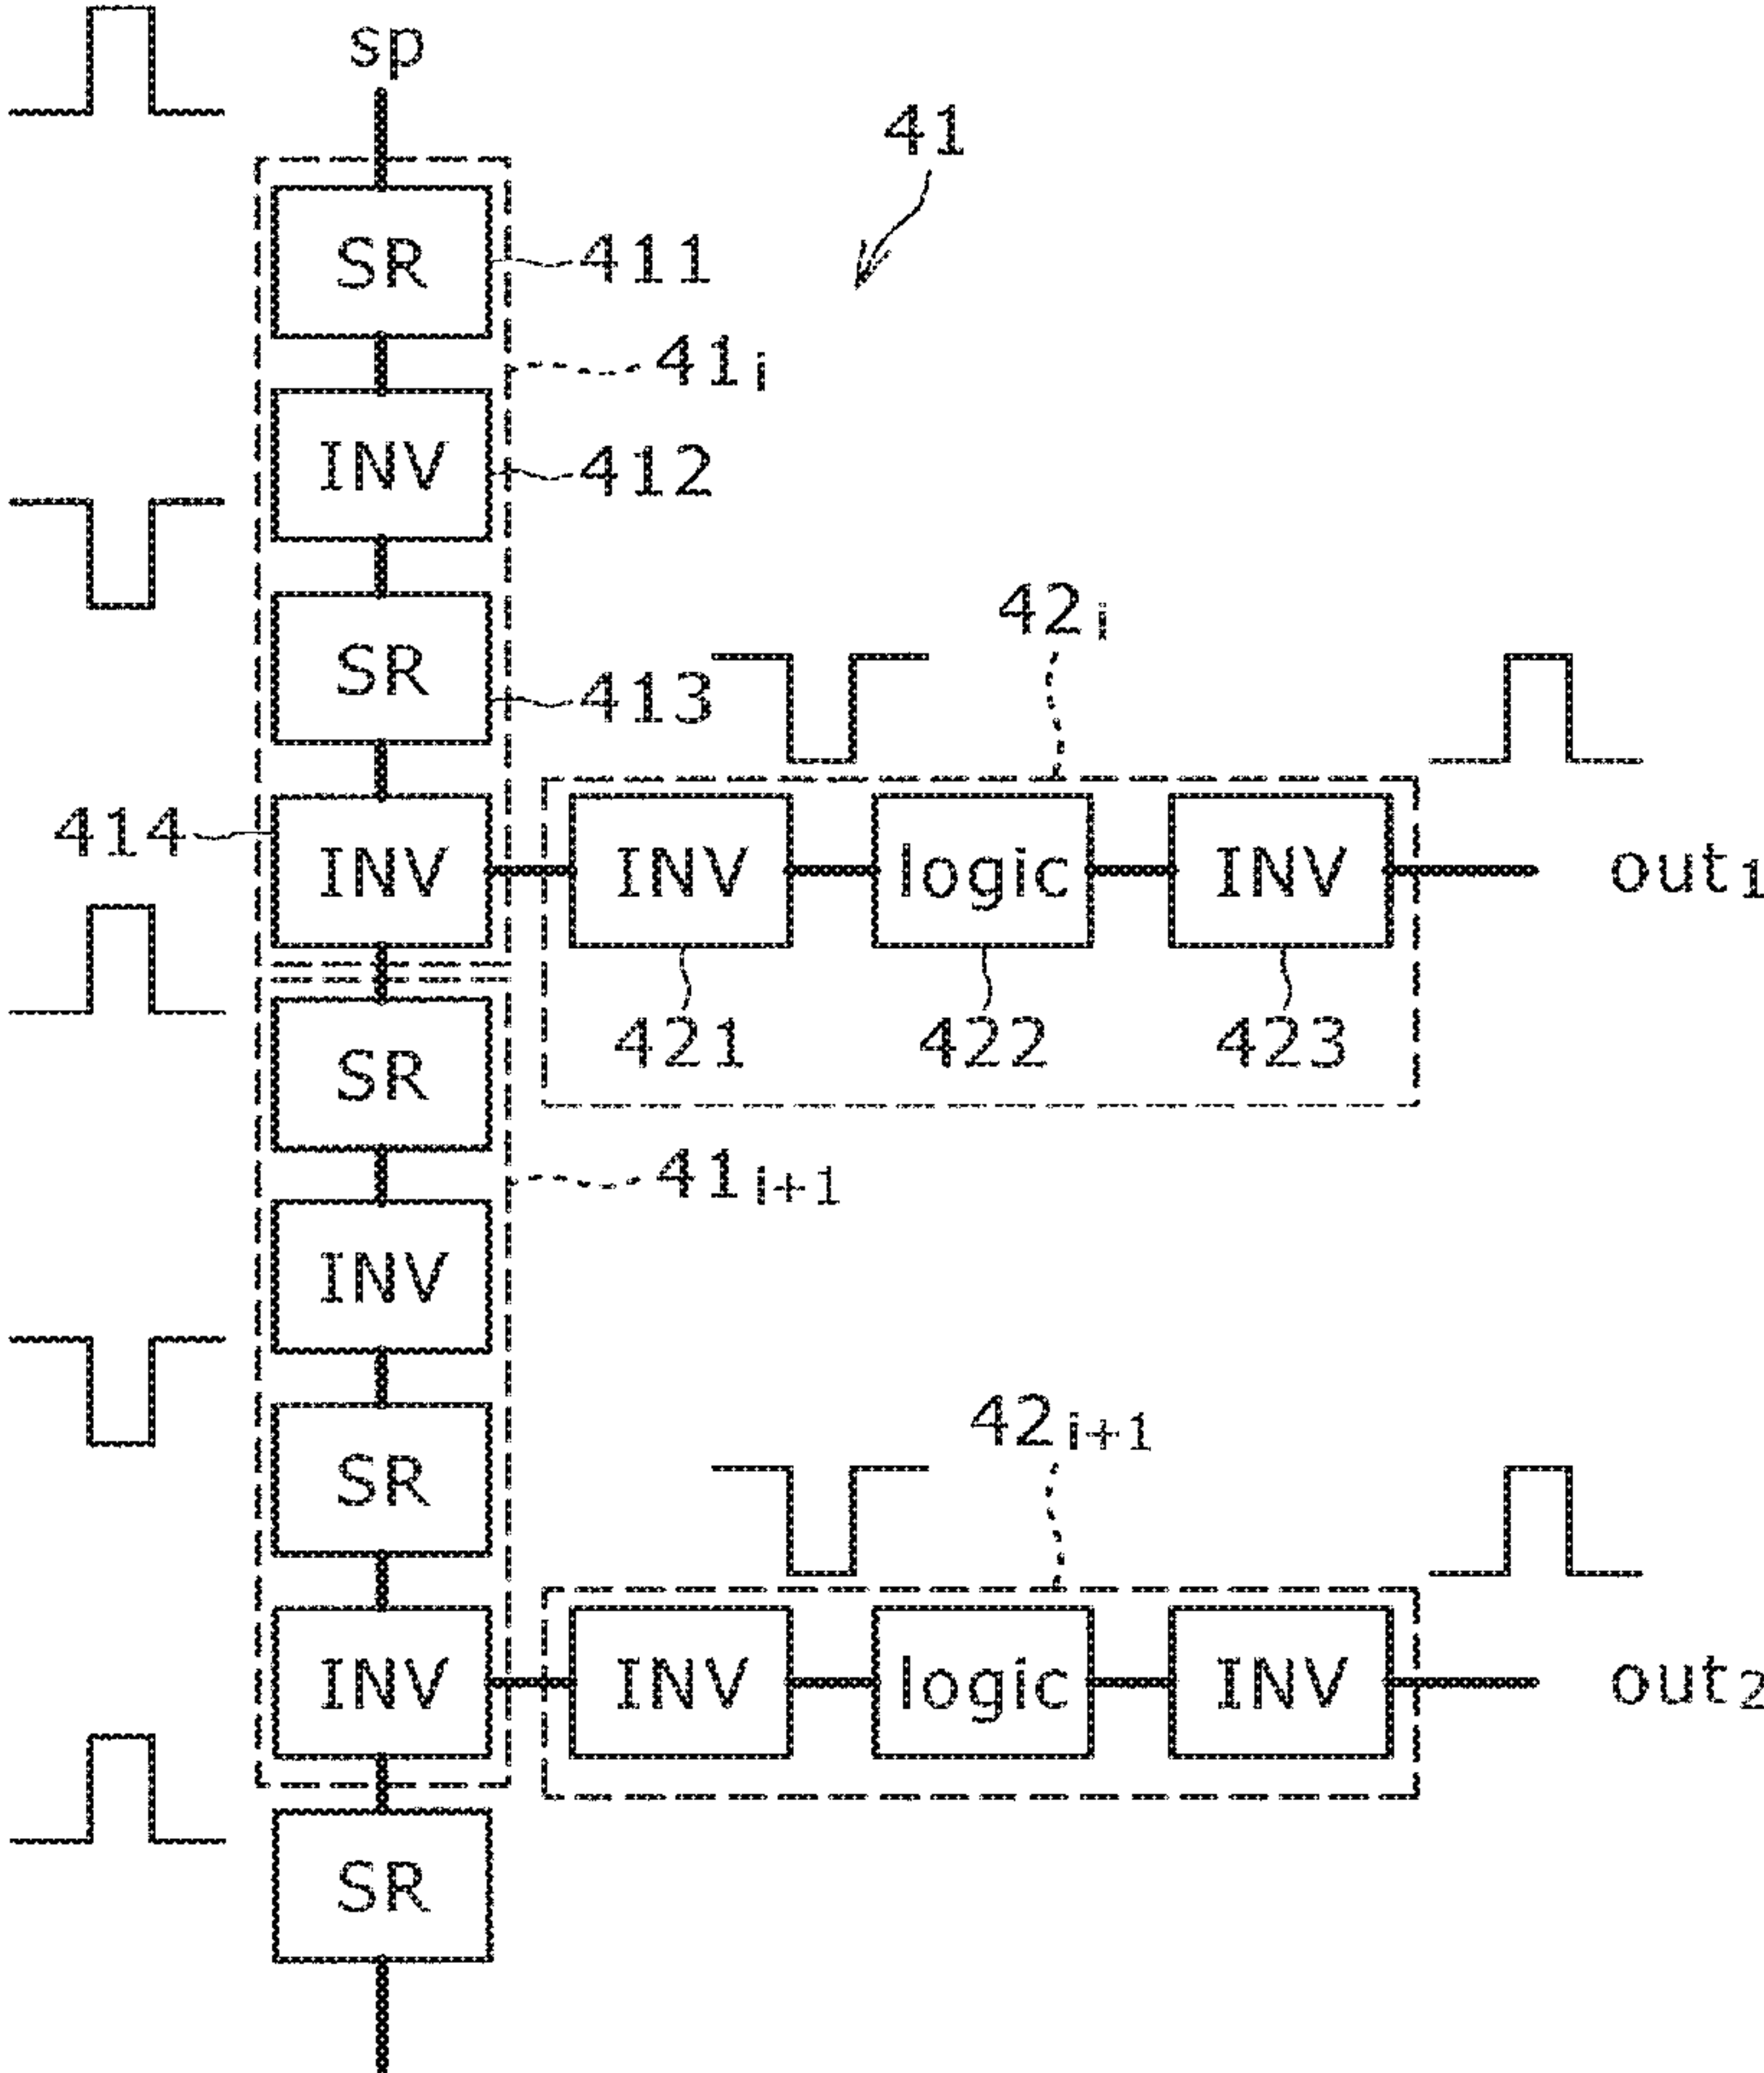 sp
41
SR
411
41i
INV
412
42i
SR
413
414
INV
INV
logic
INV
out1
421
422
423
SR
41i+1
INV
42i+1
SR
INV
INV
logic
INV
out2
SR